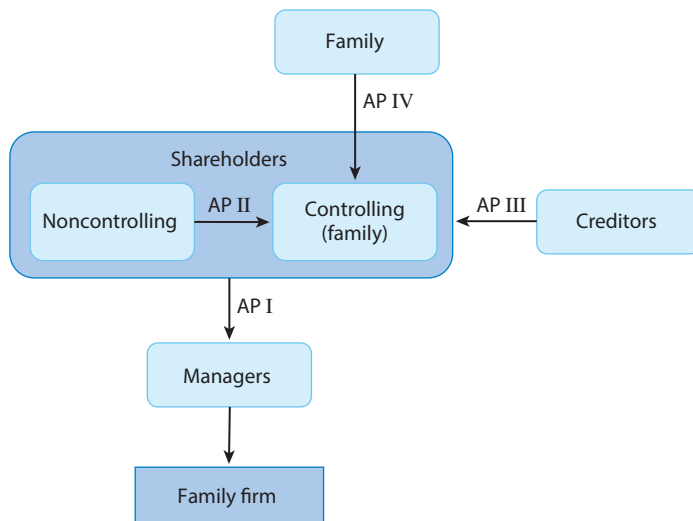 Family
AP IV
Shareholders
Noncontrolling
AP II
Controlling
(family)
AP III
Creditors
AP I
Managers
Family firm